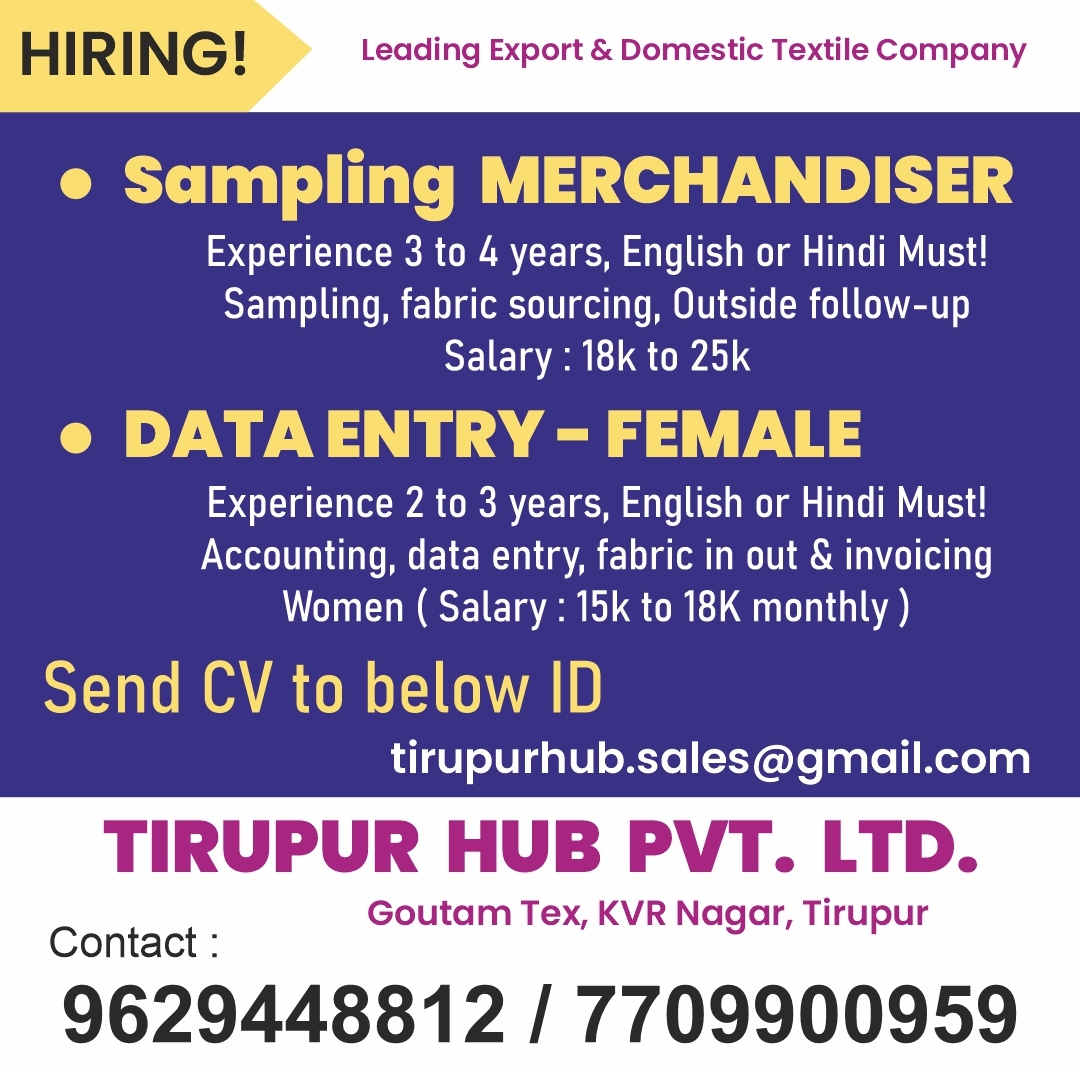 HIRING!
Leading Export & Domestic Textile Company
• Sampling MERCHANDISER
Experience 3 to 4 years, English or Hindi Must!
Sampling, fabric sourcing, Outside follow-up
Salary : 18k to 25k
• DATA ENTRY – FEMALE
Experience 2 to 3 years, English or Hindi Must!
Accounting, data entry, fabric in out & invoicing
Women ( Salary : 15k to 18K monthly )
Send CV to below ID
tirupurhub.sales@gmail.com
TIRUPUR HUB PVT. LTD.
Goutam Tex, KVR Nagar, Tirupur
Contact :
9629448812 / 7709900959